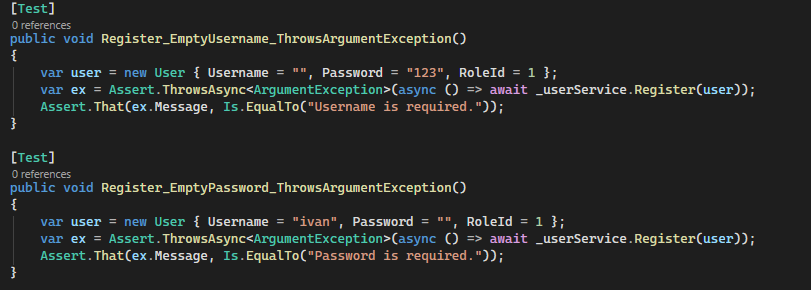 [Test]
0 references
public void Register_EmptyUsername_ThrowsArgumentException()
{
    var user = new User { Username = "", Password = "123", RoleId = 1 };
    var ex = Assert.ThrowsAsync<ArgumentException>(async () => await _userService.Register(user));
    Assert.That(ex.Message, Is.EqualTo("Username is required."));
}
[Test]
0 references
public void Register_EmptyPassword_ThrowsArgumentException()
{
    var user = new User { Username = "ivan", Password = "", RoleId = 1 };
    var ex = Assert.ThrowsAsync<ArgumentException>(async () => await _userService.Register(user));
    Assert.That(ex.Message, Is.EqualTo("Password is required."));
}